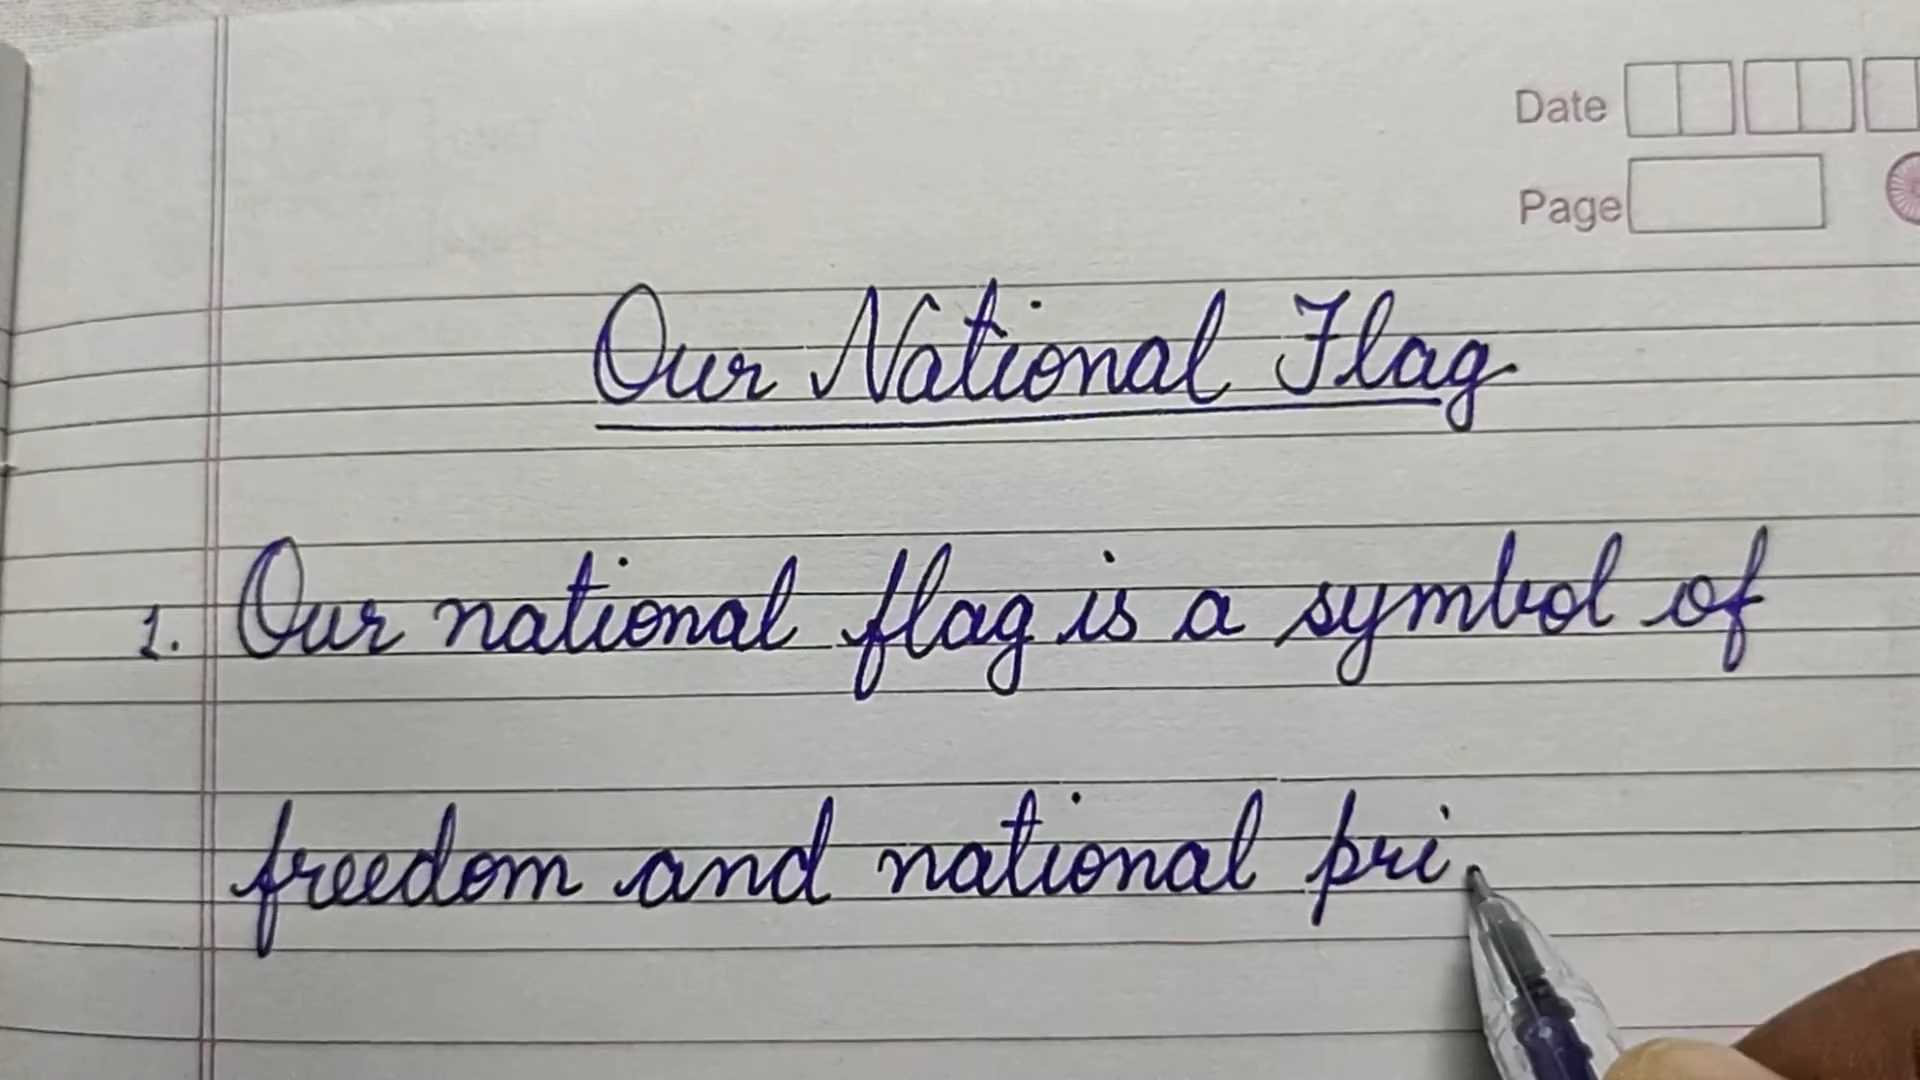 Date
Page
Our National Flag
1. Our national flag is a symbol of
freedom and national pri